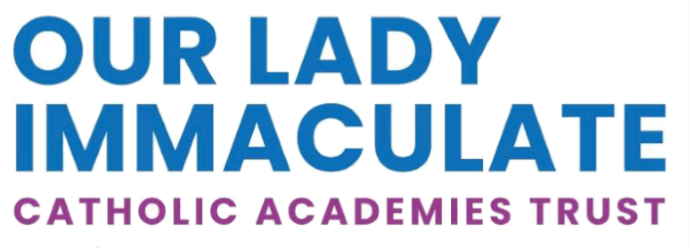 OUR LADY
IMMACULATE
CATHOLIC ACADEMIES TRUST